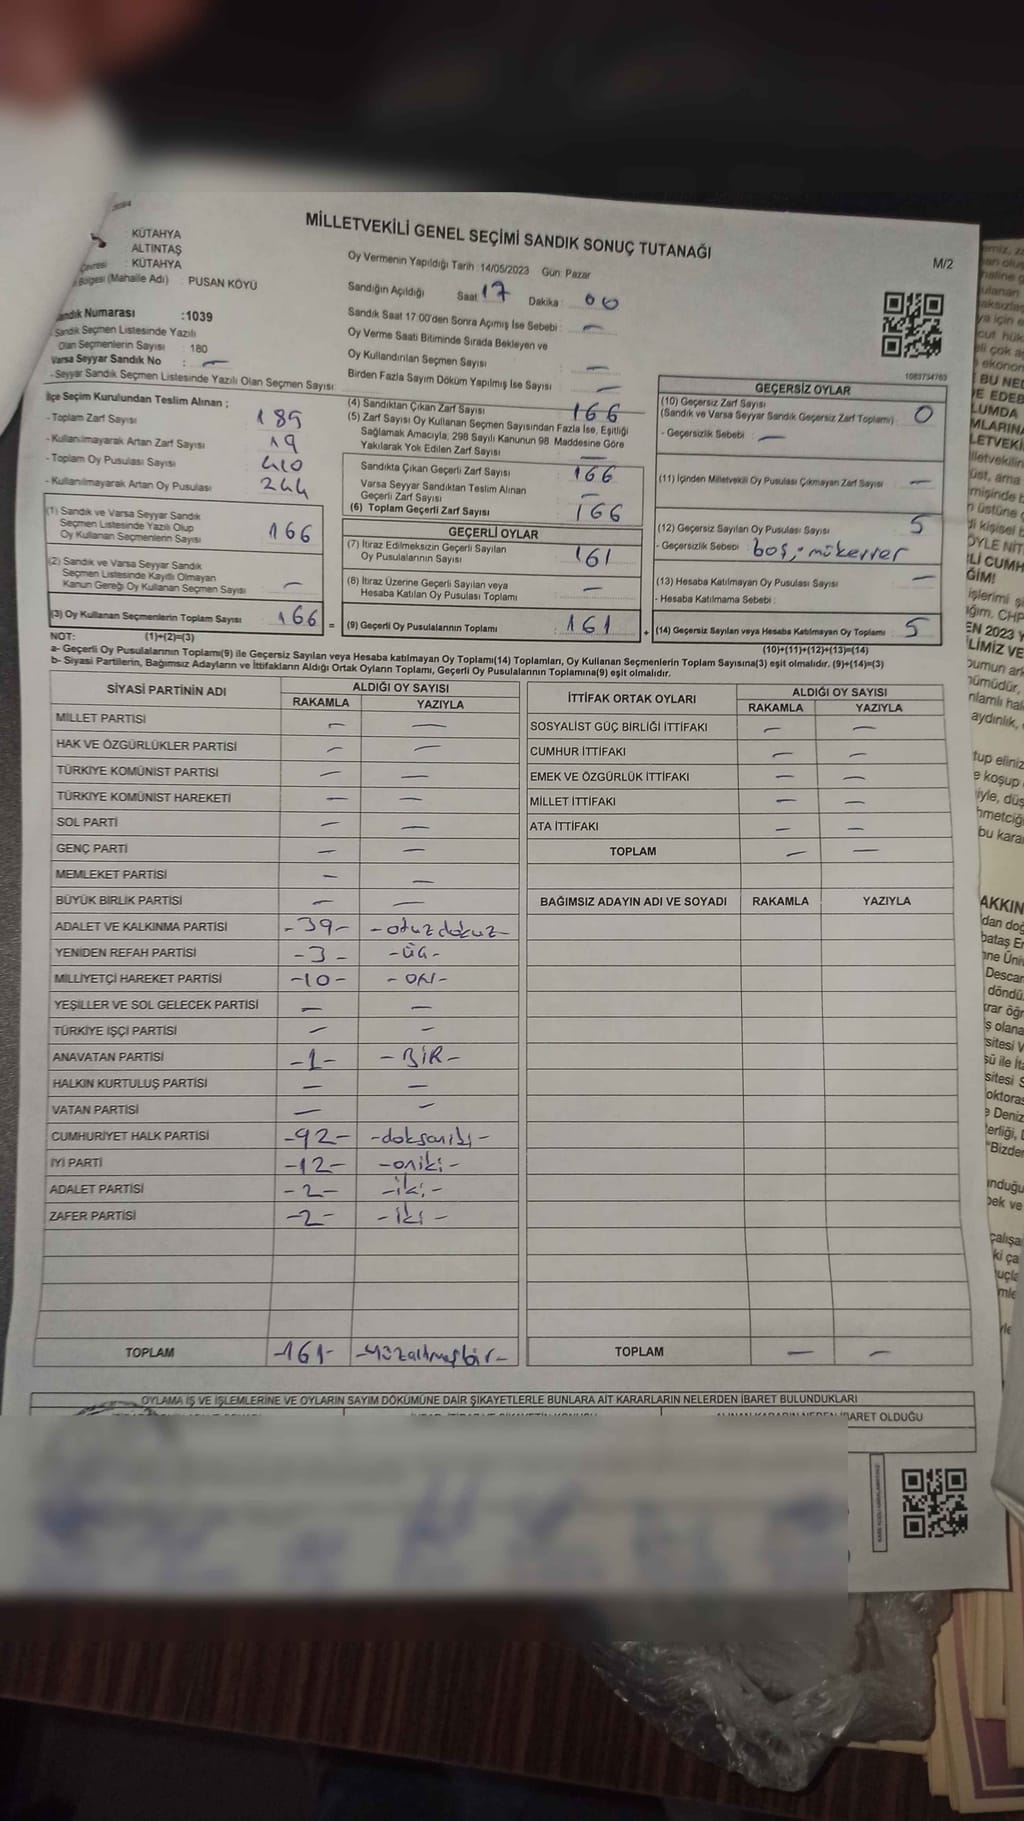 MİLLETVEKİLİ GENEL SEÇİMİ SANDIK SONUÇ TUTANAĞI
M/2
KÜTAHYA
ALTINTAŞ
Çevresi : KÜTAHYA
Bölgesi (Mahalle Adı) : PUSAN KÖYÜ
Sandık Numarası :1039
Sandık Seçmen Listesinde Yazılı
Olan Seçmenlerin Sayısı : 180
Varsa Seyyar Sandık No : —
- Seyyar Sandık Seçmen Listesinde Yazılı Olan Seçmen Sayısı:
Oy Vermenin Yapıldığı Tarih :14/05/2023 Gün: Pazar
Sandığın Açıldığı Saat 17 Dakika : 00
Sandık Saat 17:00'den Sonra Açımış İse Sebebi : —
Oy Verme Saati Bitiminde Sırada Bekleyen ve
Oy Kullandırılan Seçmen Sayısı : —
Birden Fazla Sayım Döküm Yapılmış İse Sayısı : —
1083734763
İlçe Seçim Kurulundan Teslim Alınan ;
- Toplam Zarf Sayısı : 185
- Kullanılmayarak Artan Zarf Sayısı : 19
- Toplam Oy Pusulası Sayısı : 410
- Kullanılmayarak Artan Oy Pusulası : 244
(1) Sandık ve Varsa Seyyar Sandık
Seçmen Listesinde Yazılı Olup
Oy Kullanan Seçmenlerin Sayısı : 166
(2) Sandık ve Varsa Seyyar Sandık
Seçmen Listesinde Kayıtlı Olmayan
Kanun Gereği Oy Kullanan Seçmen Sayısı : —
(3) Oy Kullanan Seçmenlerin Toplam Sayısı : 166 =
(4) Sandıktan Çıkan Zarf Sayısı : 166
(5) Zarf Sayısı Oy Kullanan Seçmen Sayısından Fazla İse, Eşitliği
Sağlamak Amacıyla, 298 Sayılı Kanunun 98. Maddesine Göre
Yakılarak Yok Edilen Zarf Sayısı : —
Sandıkta Çıkan Geçerli Zarf Sayısı : 166
Varsa Seyyar Sandıktan Teslim Alınan
Geçerli Zarf Sayısı : —
(6) Toplam Geçerli Zarf Sayısı : 166
GEÇERLİ OYLAR
(7) İtiraz Edilmeksizin Geçerli Sayılan
Oy Pusulalarının Sayısı : 161
(8) İtiraz Üzerine Geçerli Sayılan veya
Hesaba Katılan Oy Pusulası Toplamı : —
(9) Geçerli Oy Pusulalarının Toplamı : 161 +
GEÇERSİZ OYLAR
(10) Geçersiz Zarf Sayısı
(Sandık ve Varsa Seyyar Sandık Geçersiz Zarf Toplamı) : 0
- Geçersizlik Sebebi : —
(11) İçinden Milletvekili Oy Pusulası Çıkmayan Zarf Sayısı : —
(12) Geçersiz Sayılan Oy Pusulası Sayısı : 5
- Geçersizlik Sebebi : boş, mükerrer
(13) Hesaba Katılmayan Oy Pusulası Sayısı : —
- Hesaba Katılmama Sebebi :
(14) Geçersiz Sayılan veya Hesaba Katılmayan Oy Toplamı : 5
NOT: (1)+(2)=(3)
(10)+(11)+(12)+(13)=(14)
a- Geçerli Oy Pusulalarının Toplamı(9) ile Geçersiz Sayılan veya Hesaba katılmayan Oy Toplamı(14) Toplamları, Oy Kullanan Seçmenlerin Toplam Sayısına(3) eşit olmalıdır. (9)+(14)=(3)
b- Siyasi Partilerin, Bağımsız Adayların ve İttifakların Aldığı Ortak Oyların Toplamı, Geçerli Oy Pusulalarının Toplamına(9) eşit olmalıdır.
SİYASİ PARTİNİN ADI ALDIĞI OY SAYISI
RAKAMLA YAZIYLA
MİLLET PARTİSİ — —
HAK VE ÖZGÜRLÜKLER PARTİSİ — —
TÜRKİYE KOMÜNİST PARTİSİ — —
TÜRKİYE KOMÜNİST HAREKETİ — —
SOL PARTİ — —
GENÇ PARTİ — —
MEMLEKET PARTİSİ — —
BÜYÜK BİRLİK PARTİSİ — —
ADALET VE KALKINMA PARTİSİ -39- -otuzdokuz-
YENİDEN REFAH PARTİSİ -3- -ÜÇ-
MİLLİYETÇİ HAREKET PARTİSİ -10- -ON-
YEŞİLLER VE SOL GELECEK PARTİSİ — —
TÜRKİYE İŞÇİ PARTİSİ — —
ANAVATAN PARTİSİ -1- -BİR-
HALKIN KURTULUŞ PARTİSİ — —
VATAN PARTİSİ — —
CUMHURİYET HALK PARTİSİ -92- -doksaniki-
İYİ PARTİ -12- -oniki-
ADALET PARTİSİ -2- -iki-
ZAFER PARTİSİ -2- -iki-
TOPLAM -161- -yüzaltmışbir-
İTTİFAK ORTAK OYLARI ALDIĞI OY SAYISI
RAKAMLA YAZIYLA
SOSYALİST GÜÇ BİRLİĞİ İTTİFAKI — —
CUMHUR İTTİFAKI — —
EMEK VE ÖZGÜRLÜK İTTİFAKI — —
MİLLET İTTİFAKI — —
ATA İTTİFAKI — —
TOPLAM — —
BAĞIMSIZ ADAYIN ADI VE SOYADI RAKAMLA YAZIYLA
TOPLAM — —
OYLAMA İŞ VE İŞLEMLERİNE VE OYLARIN SAYIM DÖKÜMÜNE DAİR ŞİKAYETLERLE BUNLARA AİT KARARLARIN NELERDEN İBARET BULUNDUKLARI
İBARET OLDUĞU